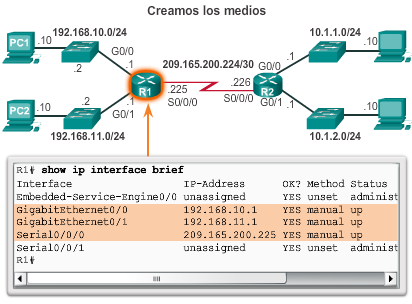 Creamos los medios
192.168.10.0/24
10.1.1.0/24
PC1
.10
G0/0
.1
.2
209.165.200.224/30
G0/0
.1
.10
R1
.225
S0/0/0
.226
S0/0/0
R2
G0/1
PC2
.10
.2
.1
G0/1
192.168.11.0/24
.1
.10
10.1.2.0/24
R1# show ip interface brief
Interface IP-Address OK? Method Status
Embedded-Service-Engine0/0 unassigned YES unset administ
GigabitEthernet0/0 192.168.10.1 YES manual up
GigabitEthernet0/1 192.168.11.1 YES manual up
Serial0/0/0 209.165.200.225 YES manual up
Serial0/0/1 unassigned YES unset administ
R1#